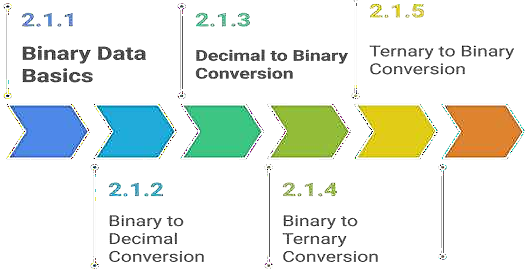 2.1.1
Binary Data
Basics
2.1.3
Decimal to Binary
Conversion
2.1.5
Ternary to Binary
Conversion
2.1.2
Binary to
Decimal
Conversion
2.1.4
Binary to
Ternary
Conversion